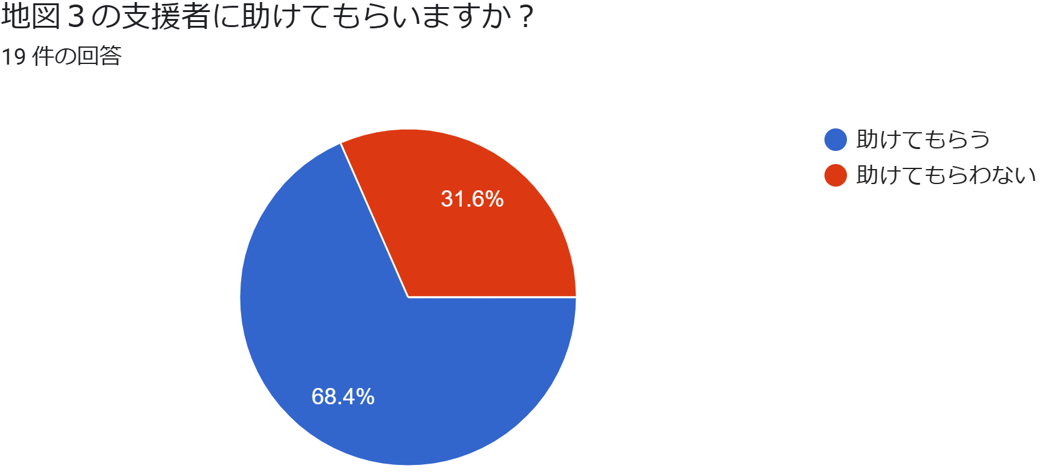 地図３の支援者に助けてもらいますか？
19 件の回答
助けてもらう
助けてもらわない
31.6%
68.4%